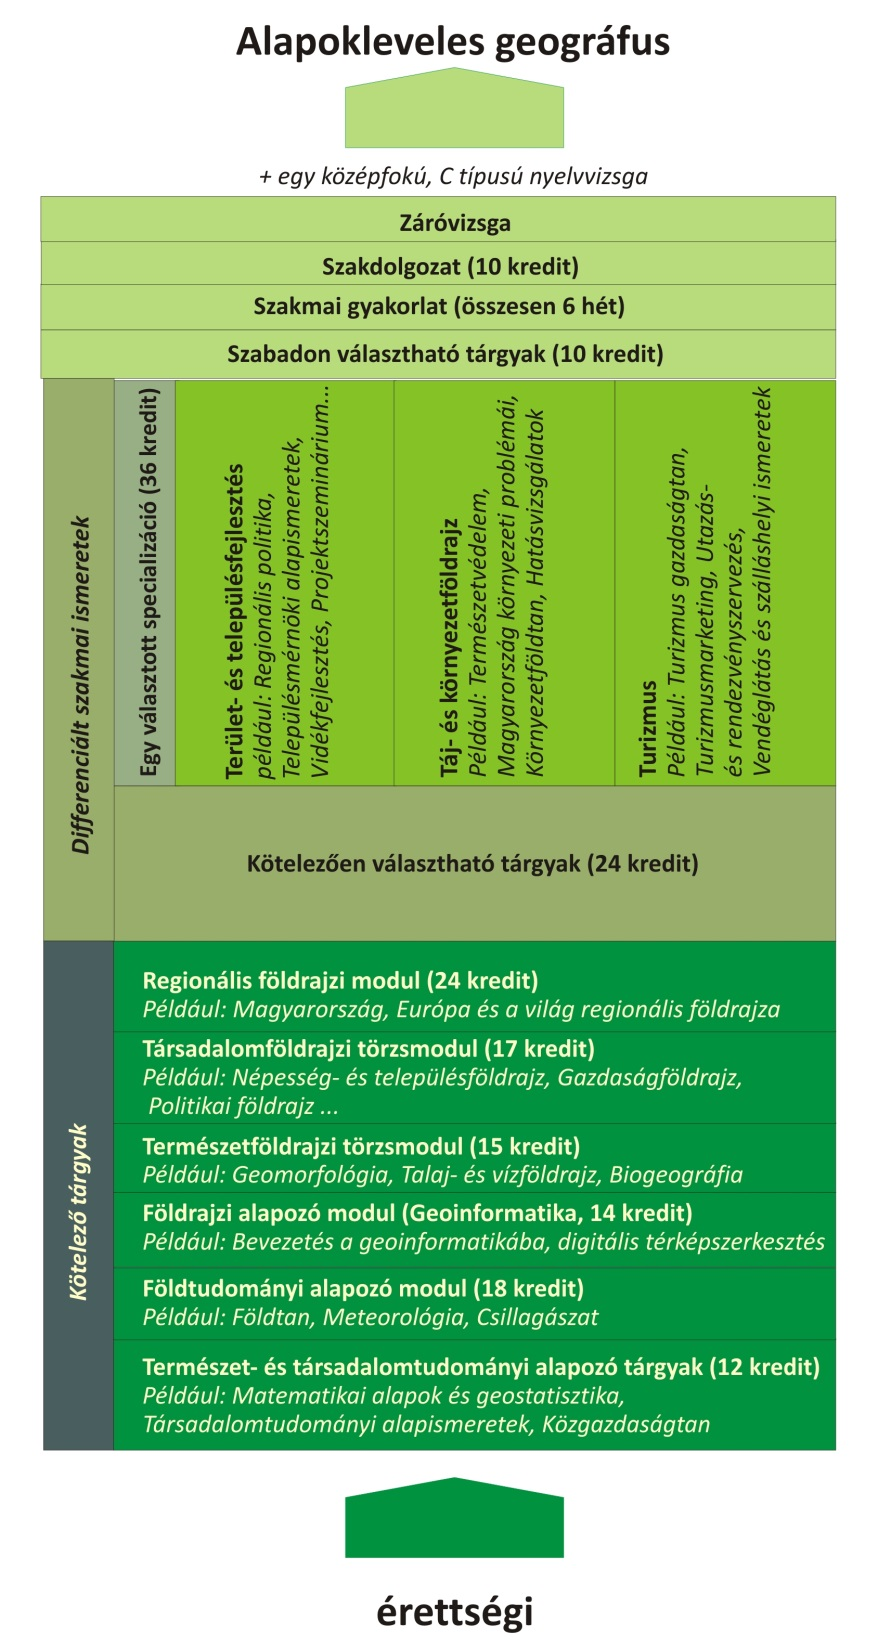 Alapokleveles geográfus
+ egy középfokú, C típusú nyelvvizsga
Záróvizsga
Szakdolgozat (10 kredit)
Szakmai gyakorlat (összesen 6 hét)
Szabadon választható tárgyak (10 kredit)
Differenciált szakmai ismeretek
Egy választott specializáció (36 kredit)
Terület- és településfejlesztés
például: Regionális politika,
Településmérnöki alapismeretek,
Vidékfejlesztés, Projektszeminárium...
Táj- és környezetföldrajz
Például: Természetvédelem,
Magyarország környezeti problémái,
Környezetföldtan, Hatásvizsgálatok
Turizmus
Például: Turizmus gazdaságtan,
Turizmusmarketing, Utazás-
és rendezvényszervezés,
Vendéglátás és szálláshelyi ismeretek
Kötelezően választható tárgyak (24 kredit)
Kötelező tárgyak
Regionális földrajzi modul (24 kredit)
Például: Magyarország, Európa és a világ regionális földrajza
Társadalomföldrajzi törzsmodul (17 kredit)
Például: Népesség- és településföldrajz, Gazdaságföldrajz,
Politikai földrajz ...
Természetföldrajzi törzsmodul (15 kredit)
Például: Geomorfológia, Talaj- és vízföldrajz, Biogeográfia
Földrajzi alapozó modul (Geoinformatika, 14 kredit)
Például: Bevezetés a geoinformatikába, digitális térképszerkesztés
Földtudományi alapozó modul (18 kredit)
Például: Földtan, Meteorológia, Csillagászat
Természet- és társadalomtudományi alapozó tárgyak (12 kredit)
Például: Matematikai alapok és geostatisztika,
Társadalomtudományi alapismeretek, Közgazdaságtan
érettségi